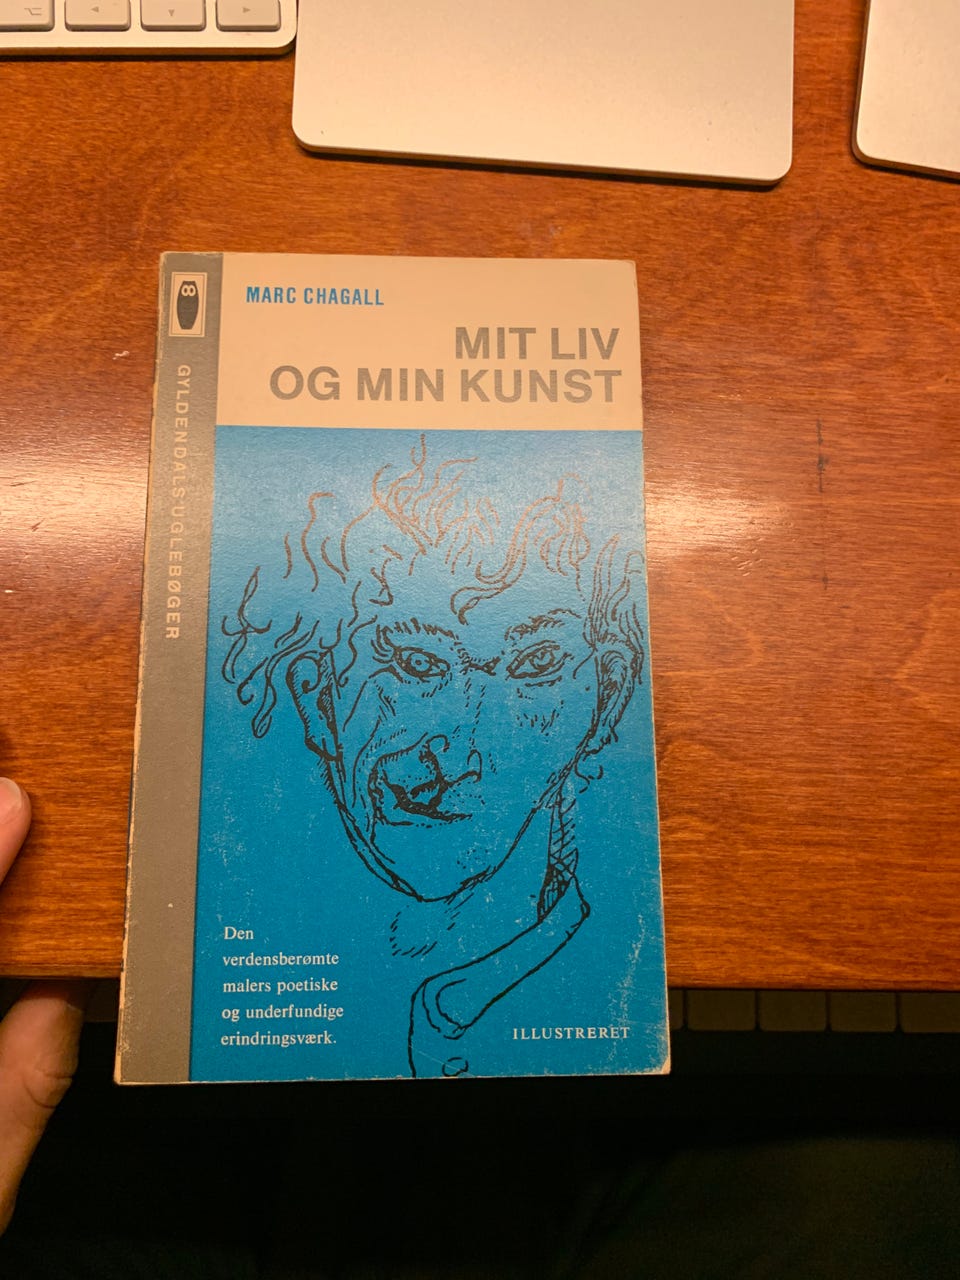 MARC CHAGALL
MIT LIV
OG MIN KUNST
8
GYLDENDALS UGLEBØGER
Den
verdensberømte
malers poetiske
og underfundige
erindringsværk.
ILLUSTRERET